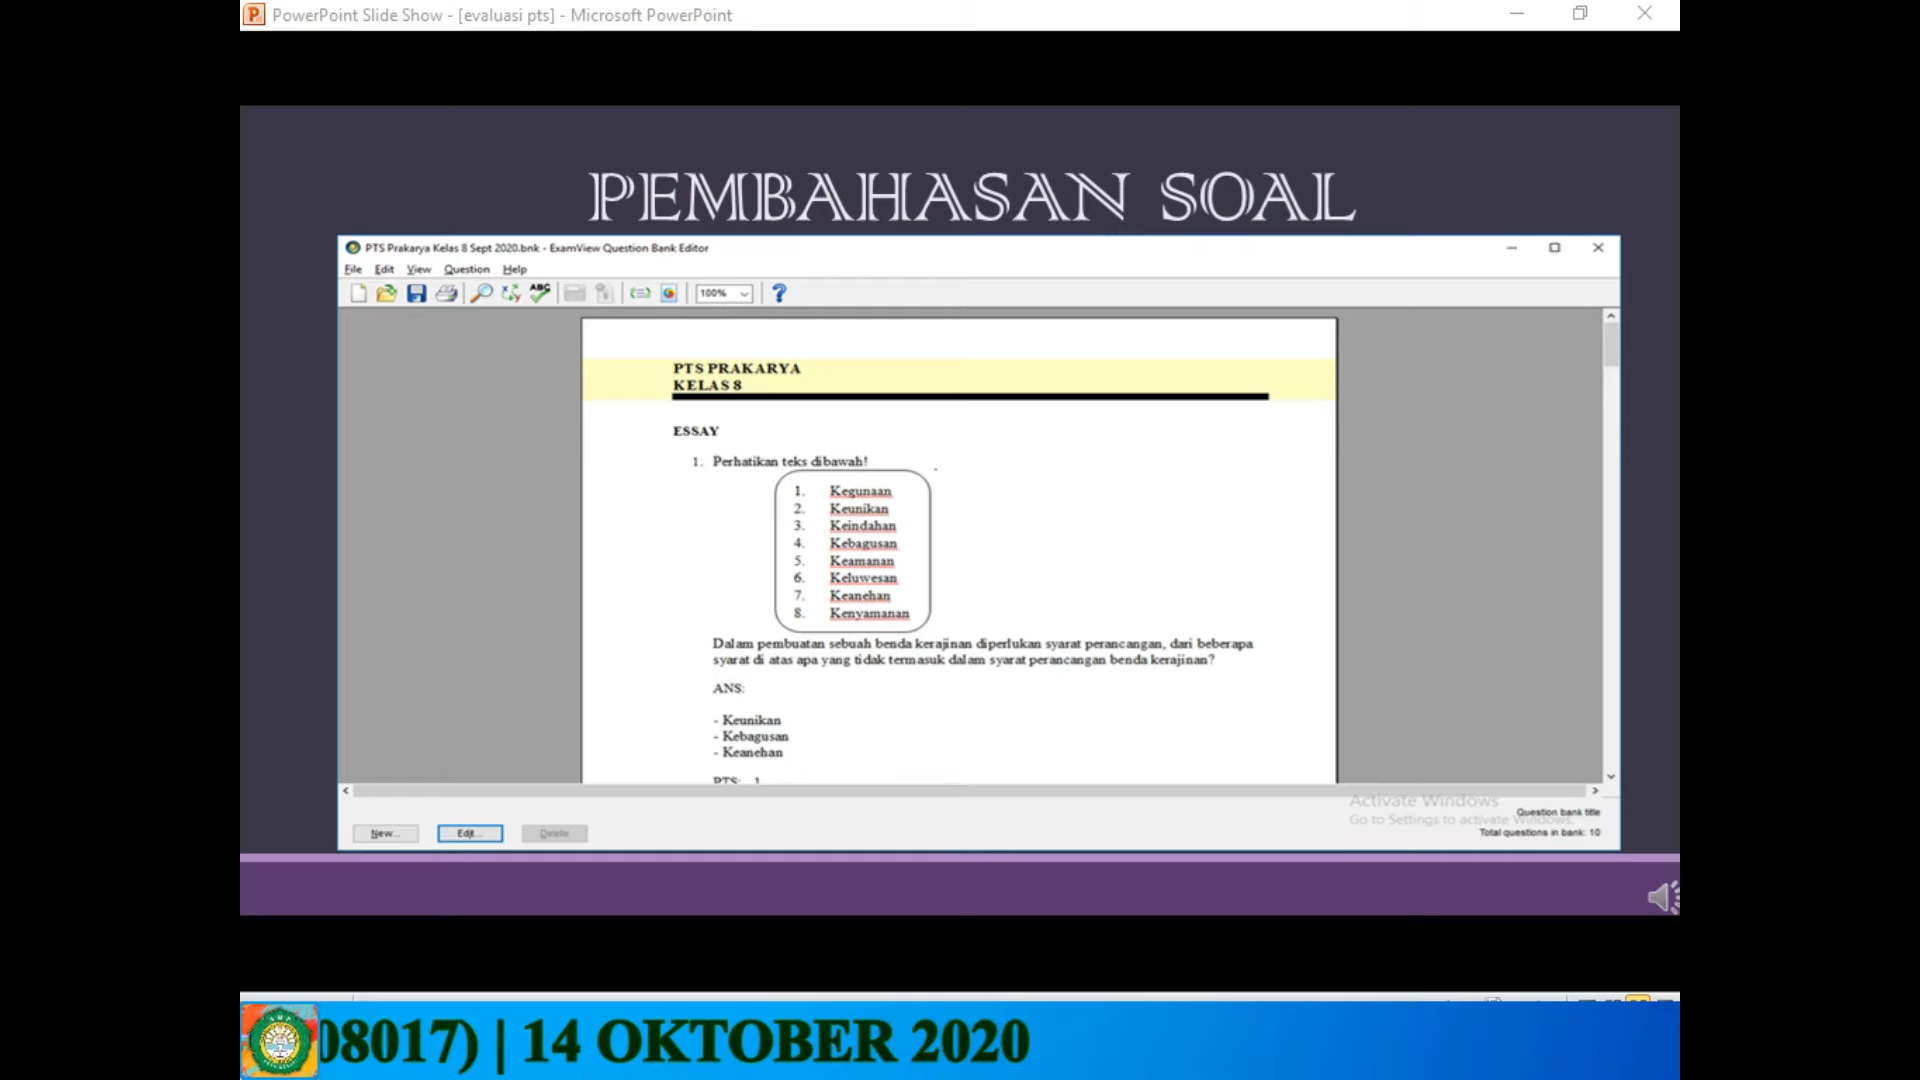 PowerPoint Slide Show - [evaluasi pts] - Microsoft PowerPoint
PEMBAHASAN SOAL
PTS Prakarya Kelas 8 Sept 2020.bnk - ExamView Question Bank Editor
File Edit View Question Help
ABC 100% ?
PTS PRAKARYA
KELAS 8
ESSAY
1. Perhatikan teks dibawah!
1. Kegunaan
2. Keunikan
3. Keindahan
4. Kebagusan
5. Keamanan
6. Keluwesan
7. Keanehan
8. Kenyamanan
Dalam pembuatan sebuah benda kerajinan diperlukan syarat perancangan, dari beberapa
syarat di atas apa yang tidak termasuk dalam syarat perancangan benda kerajinan?
ANS:
- Keunikan
- Kebagusan
- Keanehan
PTS: 1
Activate Windows
Go to Settings to activate Windows.
Question bank title
Total questions in bank: 10
New... Edit... Delete
08017) | 14 OKTOBER 2020